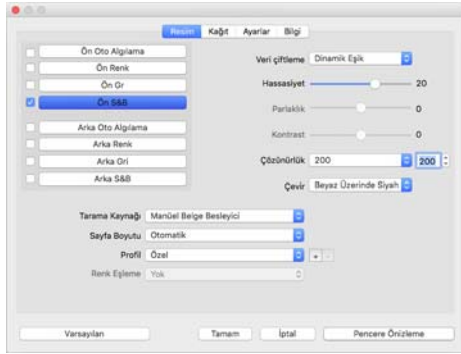 Resim Kağıt Ayarlar Bilgi
Ön Oto Algılama
Ön Renk
Ön Gr
Ön S&B
Arka Oto Algılama
Arka Renk
Arka Gri
Arka S&B
Veri çiftleme Dinamik Eşik
Hassasiyet 20
Parlaklık 0
Kontrast 0
Çözünürlük 200 200
Çevir Beyaz Üzerinde Siyah
Tarama Kaynağı Manüel Belge Besleyici
Sayfa Boyutu Otomatik
Profil Özel + -
Renk Eşleme Yok
Varsayılan Tamam İptal Pencere Önizleme